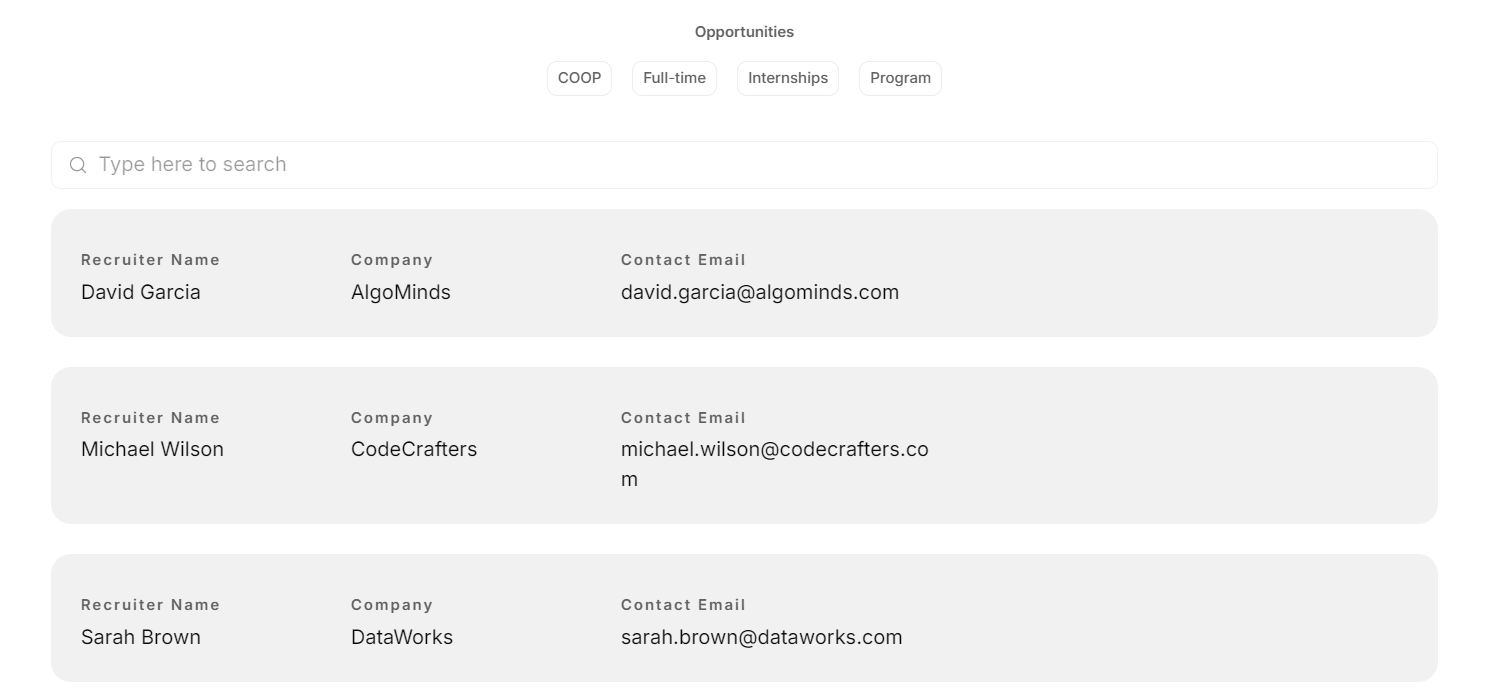 Opportunities
COOP Full-time Internships Program
Type here to search
Recruiter Name Company Contact Email
David Garcia AlgoMinds david.garcia@algominds.com
Recruiter Name Company Contact Email
Michael Wilson CodeCrafters michael.wilson@codecrafters.co
m
Recruiter Name Company Contact Email
Sarah Brown DataWorks sarah.brown@dataworks.com